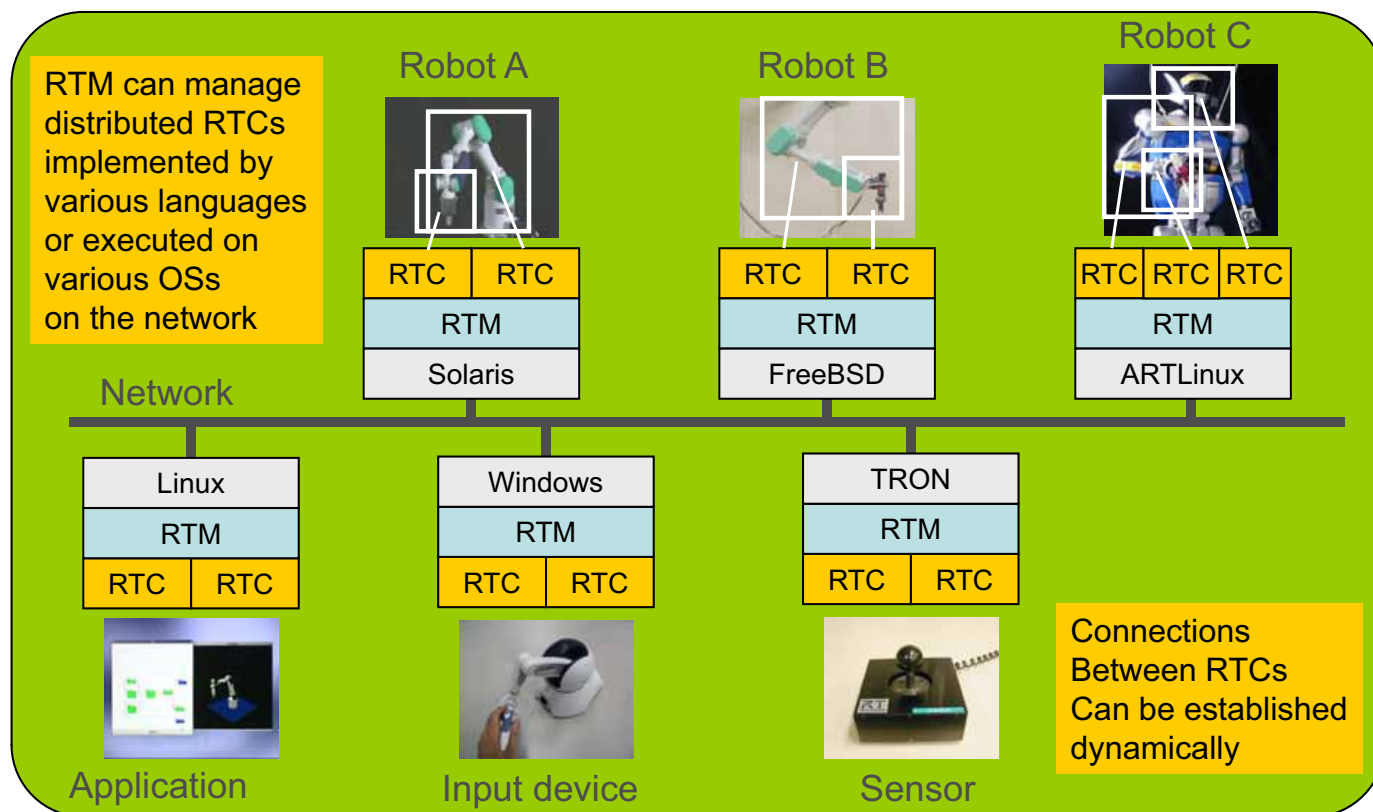 Robot A
Robot B
Robot C
RTM can manage
distributed RTCs
implemented by
various languages
or executed on
various OSs
on the network
RTC RTC
RTM
Solaris
RTC RTC
RTM
FreeBSD
RTC RTC RTC
RTM
ARTLinux
Network
Linux
RTM
RTC RTC
Application
Windows
RTM
RTC RTC
Input device
TRON
RTM
RTC RTC
Sensor
Connections
Between RTCs
Can be established
dynamically